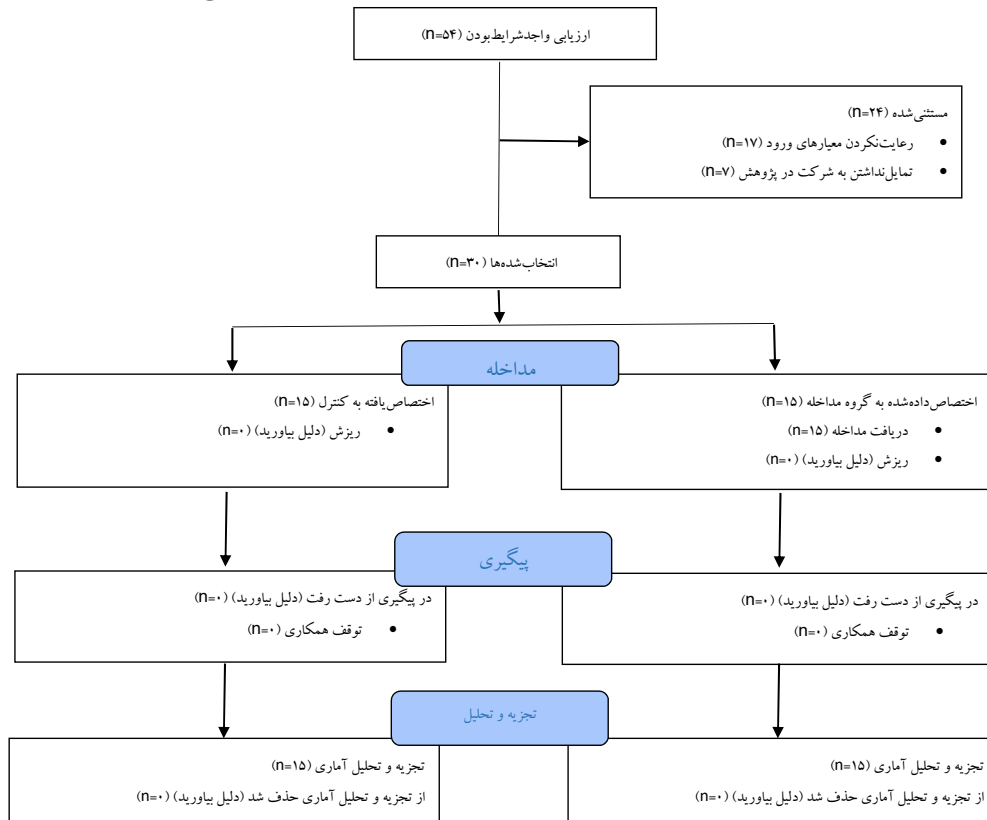 ارزیابی واجدشرایط‌بودن (n=۵۴)
مستثنی‌شده (n=۲۴)
• رعایت‌نکردن معیارهای ورود (n=۱۷)
• تمایل‌نداشتن به شرکت در پژوهش (n=۷)
انتخاب‌شده‌ها (n=۳۰)
مداخله
اختصاص‌داده‌شده به گروه مداخله (n=۱۵)
• دریافت مداخله (n=۱۵)
• ریزش (دلیل بیاورید) (n=۰)
اختصاص‌یافته به کنترل (n=۱۵)
• ریزش (دلیل بیاورید) (n=۰)
پیگیری
در پیگیری از دست رفت (دلیل بیاورید) (n=۰)
• توقف همکاری (n=۰)
در پیگیری از دست رفت (دلیل بیاورید) (n=۰)
• توقف همکاری (n=۰)
تجزیه و تحلیل
تجزیه و تحلیل آماری (n=۱۵)
از تجزیه و تحلیل آماری حذف شد (دلیل بیاورید) (n=۰)
تجزیه و تحلیل آماری (n=۱۵)
از تجزیه و تحلیل آماری حذف شد (دلیل بیاورید) (n=۰)